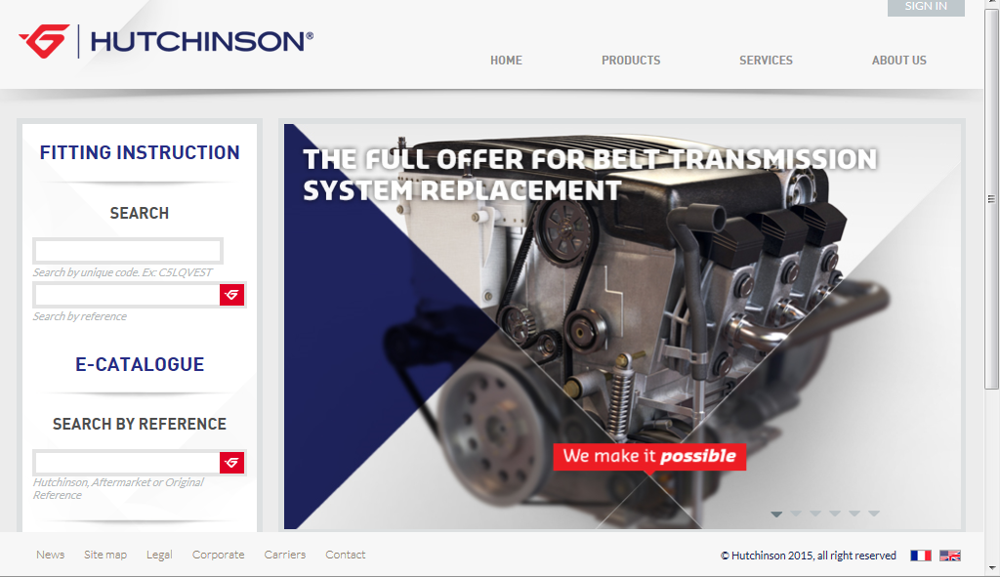 SIGN IN
HUTCHINSON®
HOME
PRODUCTS
SERVICES
ABOUT US
FITTING INSTRUCTION
SEARCH
Search by unique code. Ex: C5LQVEST
Search by reference
E-CATALOGUE
SEARCH BY REFERENCE
Hutchinson, Aftermarket or Original
Reference
THE FULL OFFER FOR BELT TRANSMISSION
SYSTEM REPLACEMENT
We make it possible
News
Site map
Legal
Corporate
Carriers
Contact
© Hutchinson 2015, all right reserved